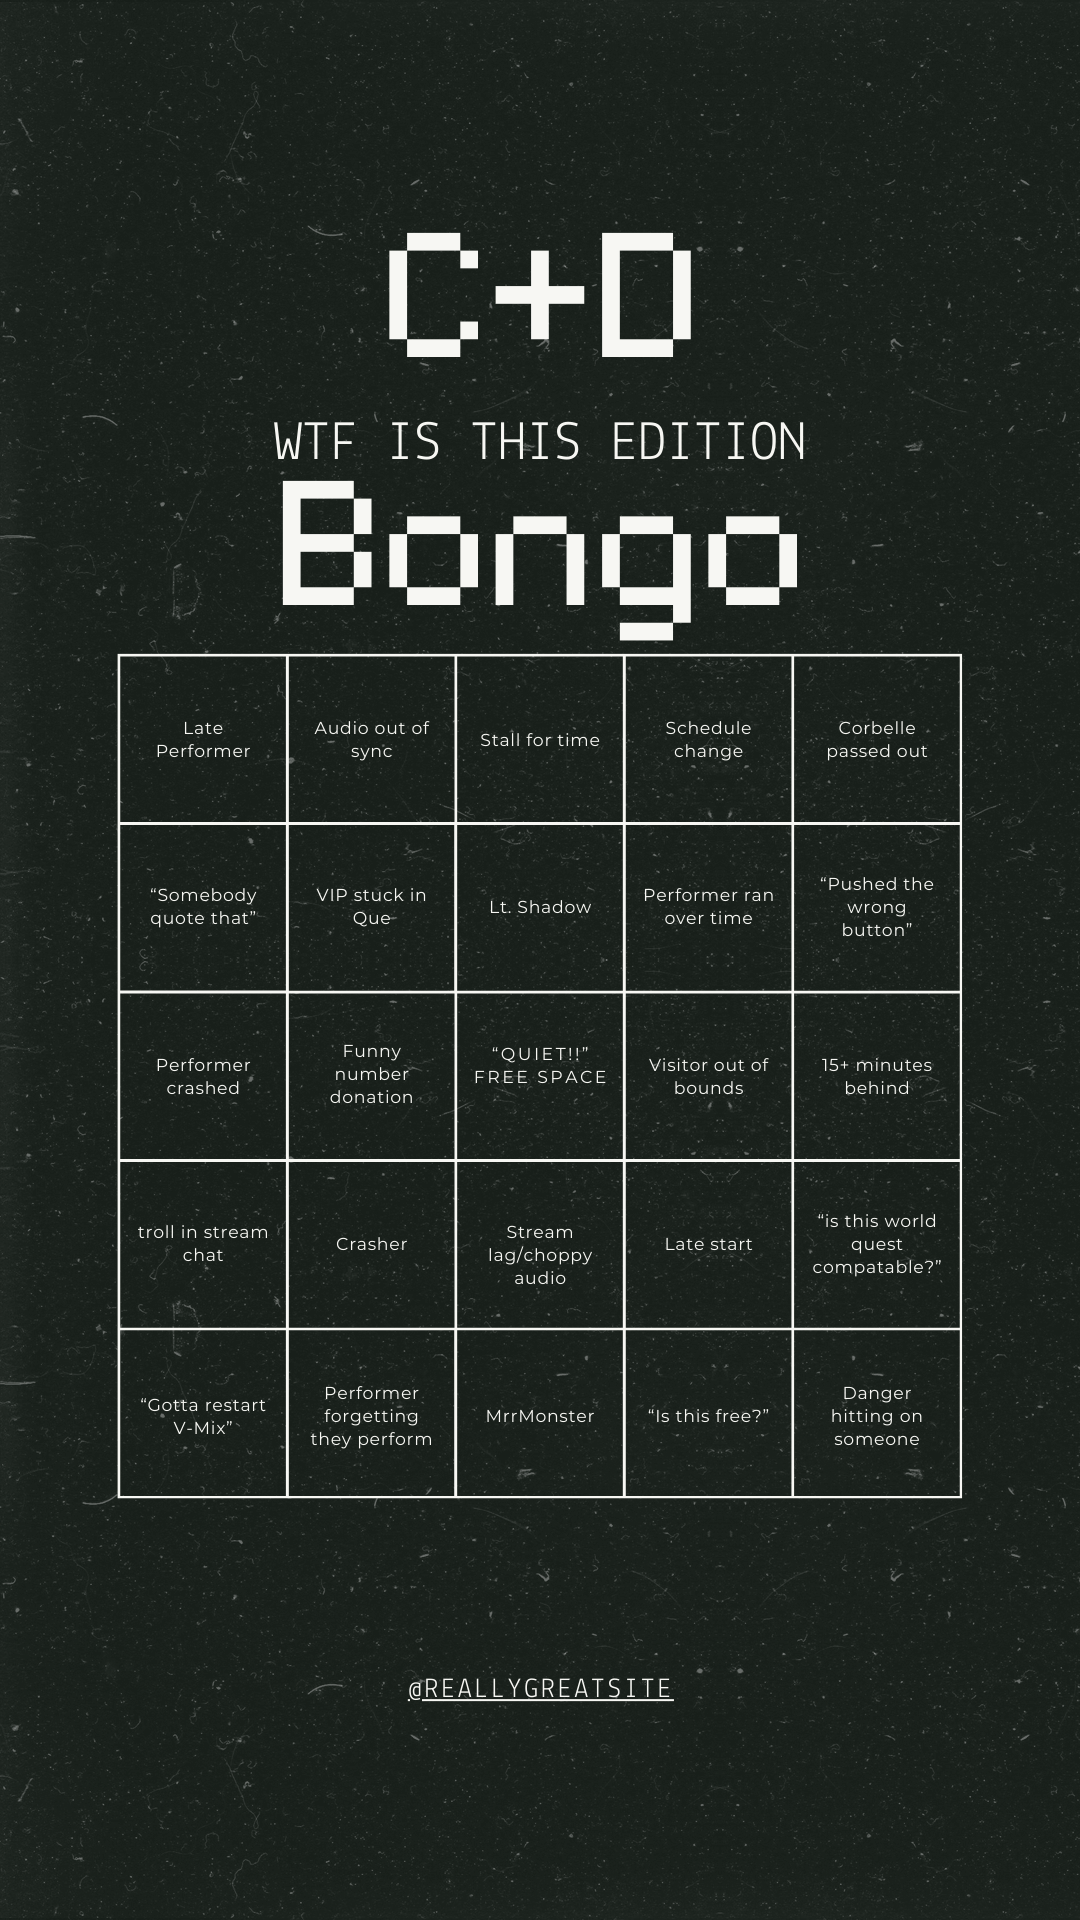 C+D
WTF IS THIS EDITION
Bongo
Late
Performer
Audio out of
sync
Stall for time
Schedule
change
Corbelle
passed out
“Somebody
quote that”
VIP stuck in
Que
Lt. Shadow
Performer ran
over time
“Pushed the
wrong
button”
Performer
crashed
Funny
number
donation
“QUIET!!”
FREE SPACE
Visitor out of
bounds
15+ minutes
behind
troll in stream
chat
Crasher
Stream
lag/choppy
audio
Late start
“is this world
quest
compatable?”
“Gotta restart
V-Mix”
Performer
forgetting
they perform
MrrMonster
“Is this free?”
Danger
hitting on
someone
@REALLYGREATSITE